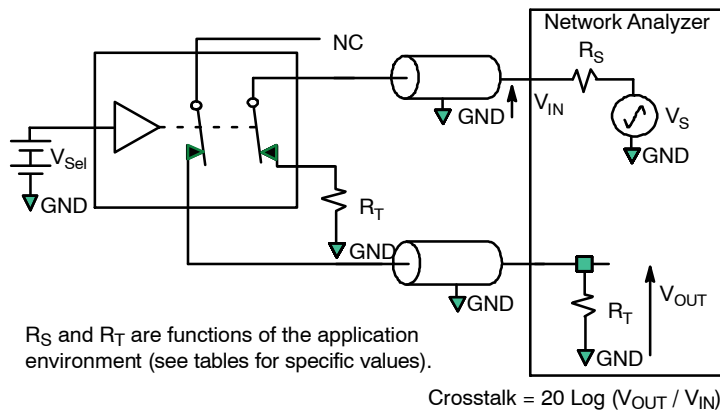 Network Analyzer
NC
R_S
GND
V_IN
V_S
GND
V_Sel
GND
R_T
GND
GND
R_T
V_OUT
GND
R_S and R_T are functions of the application
environment (see tables for specific values).
Crosstalk = 20 Log (V_OUT / V_IN)